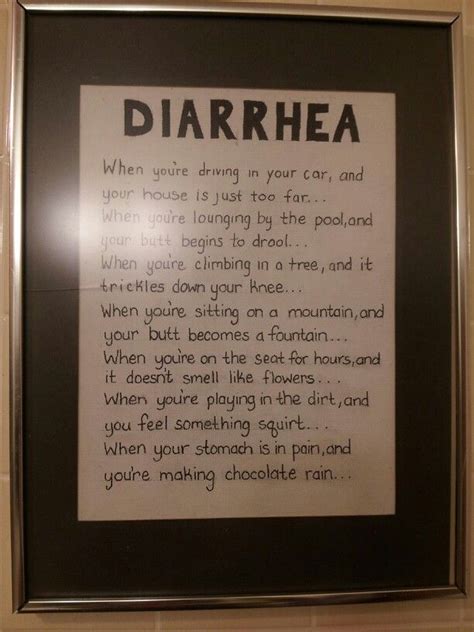 DIARRHEA
When you're driving in your car, and
your house is just too far...
When you're lounging by the pool, and
your butt begins to drool...
When you're climbing in a tree, and it
trickles down your knee...
When you're sitting on a mountain, and
your butt becomes a fountain...
When you're on the seat for hours, and
it doesn't smell like flowers...
When you're playing in the dirt, and
you feel something squirt...
When your stomach is in pain, and
you're making chocolate rain...